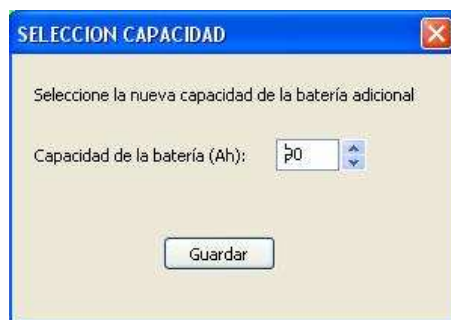 SELECCION CAPACIDAD
Seleccione la nueva capacidad de la batería adicional
Capacidad de la batería (Ah):
Guardar